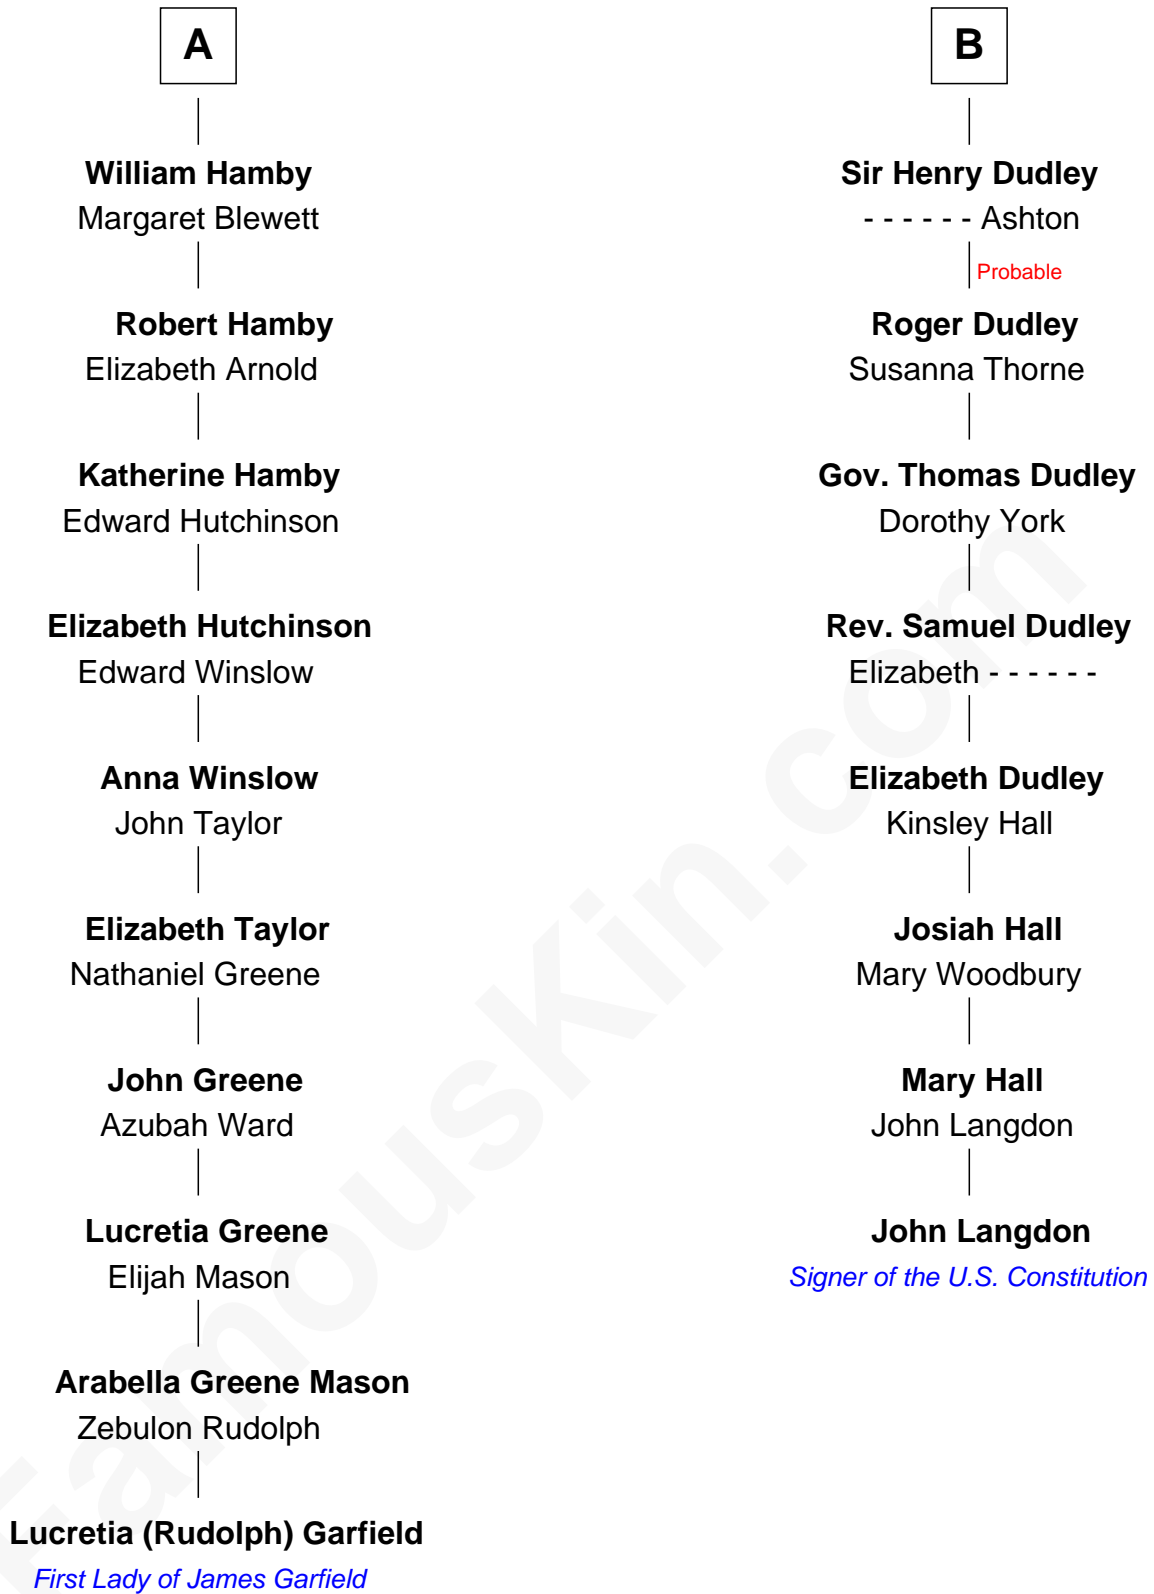 A
William Hamby
Margaret Blewett
Robert Hamby
Elizabeth Arnold
Katherine Hamby
Edward Hutchinson
Elizabeth Hutchinson
Edward Winslow
Anna Winslow
John Taylor
Elizabeth Taylor
Nathaniel Greene
John Greene
Azubah Ward
Lucretia Greene
Elijah Mason
Arabella Greene Mason
Zebulon Rudolph
Lucretia (Rudolph) Garfield
First Lady of James Garfield
B
Sir Henry Dudley
- - - - - - Ashton
Probable
Roger Dudley
Susanna Thorne
Gov. Thomas Dudley
Dorothy York
Rev. Samuel Dudley
Elizabeth - - - - - -
Elizabeth Dudley
Kinsley Hall
Josiah Hall
Mary Woodbury
Mary Hall
John Langdon
John Langdon
Signer of the U.S. Constitution
FamousKin.com